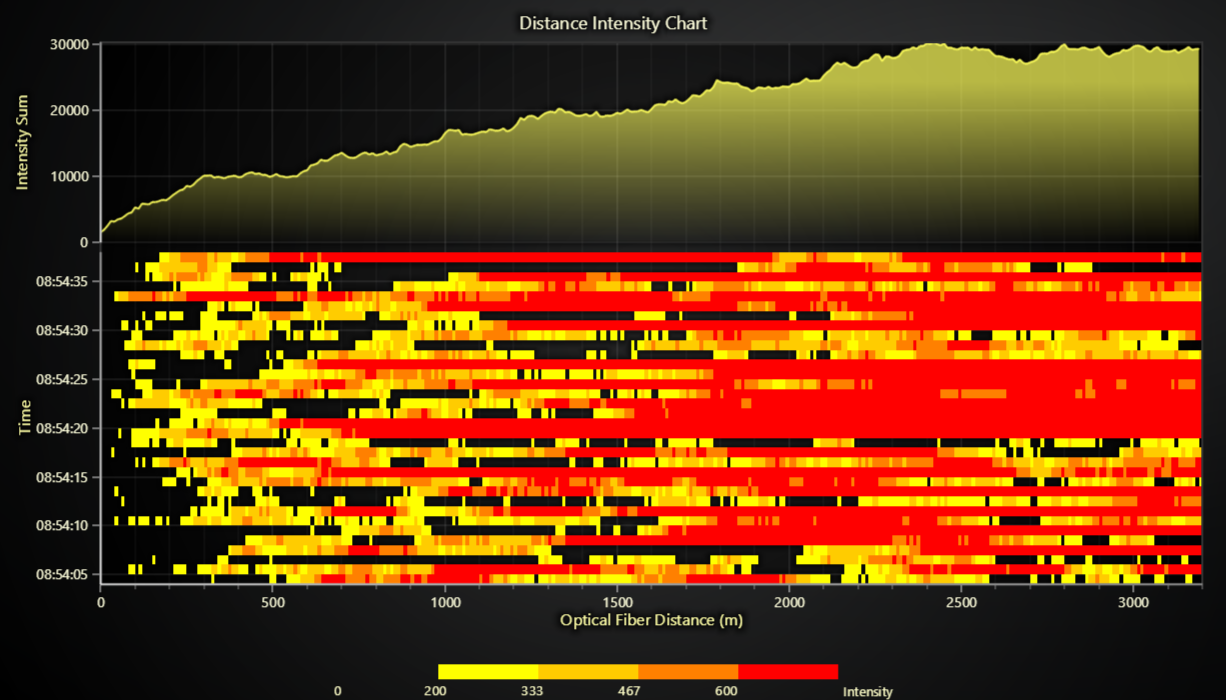 Distance Intensity Chart
30000
20000
10000
0
Intensity Sum
08:54:35
08:54:30
08:54:25
08:54:20
08:54:15
08:54:10
08:54:05
Time
0 500 1000 1500 2000 2500 3000
Optical Fiber Distance (m)
0 200 333 467 600 Intensity